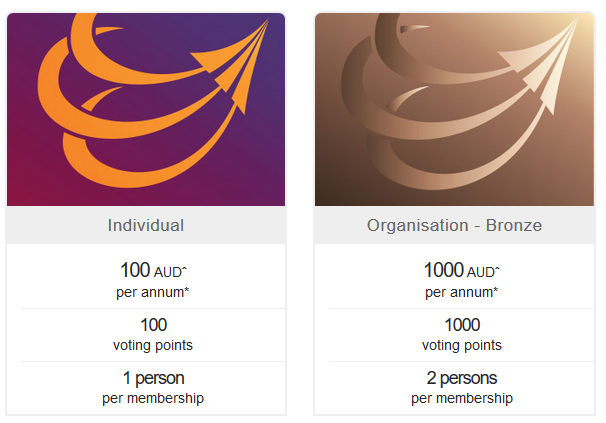 Individual
100 AUD^
per annum*
100
voting points
1 person
per membership
Organisation - Bronze
1000 AUD^
per annum*
1000
voting points
2 persons
per membership